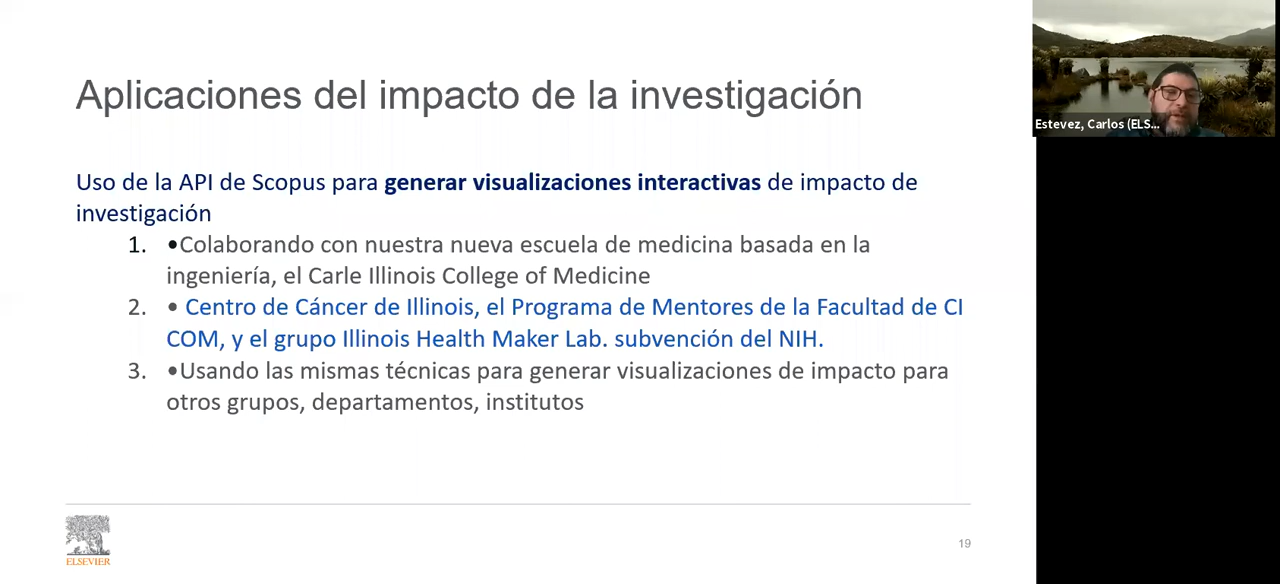 Aplicaciones del impacto de la investigación
Uso de la API de Scopus para generar visualizaciones interactivas de impacto de
investigación
1. •Colaborando con nuestra nueva escuela de medicina basada en la
ingeniería, el Carle Illinois College of Medicine
2. • Centro de Cáncer de Illinois, el Programa de Mentores de la Facultad de CI
COM, y el grupo Illinois Health Maker Lab. subvención del NIH.
3. •Usando las mismas técnicas para generar visualizaciones de impacto para
otros grupos, departamentos, institutos
ELSEVIER
19
Estevez, Carlos (ELS...